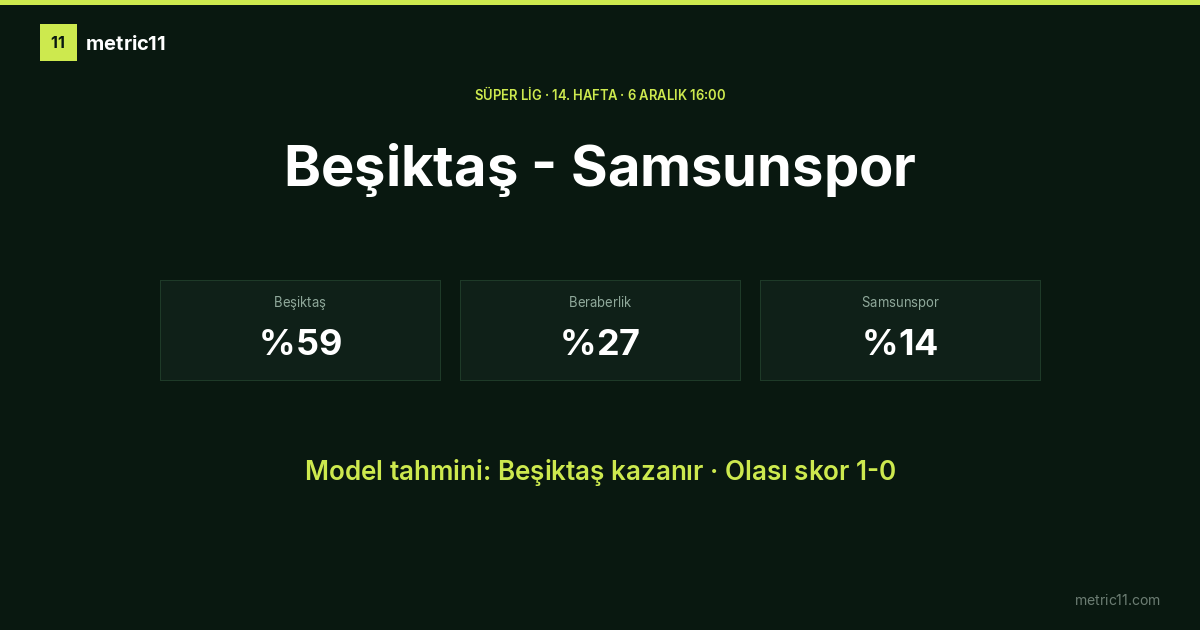 11 metric11
SÜPER LİG · 14. HAFTA · 6 ARALIK 16:00
Beşiktaş - Samsunspor
Beşiktaş
%59
Beraberlik
%27
Samsunspor
%14
Model tahmini: Beşiktaş kazanır · Olası skor 1-0
metric11.com